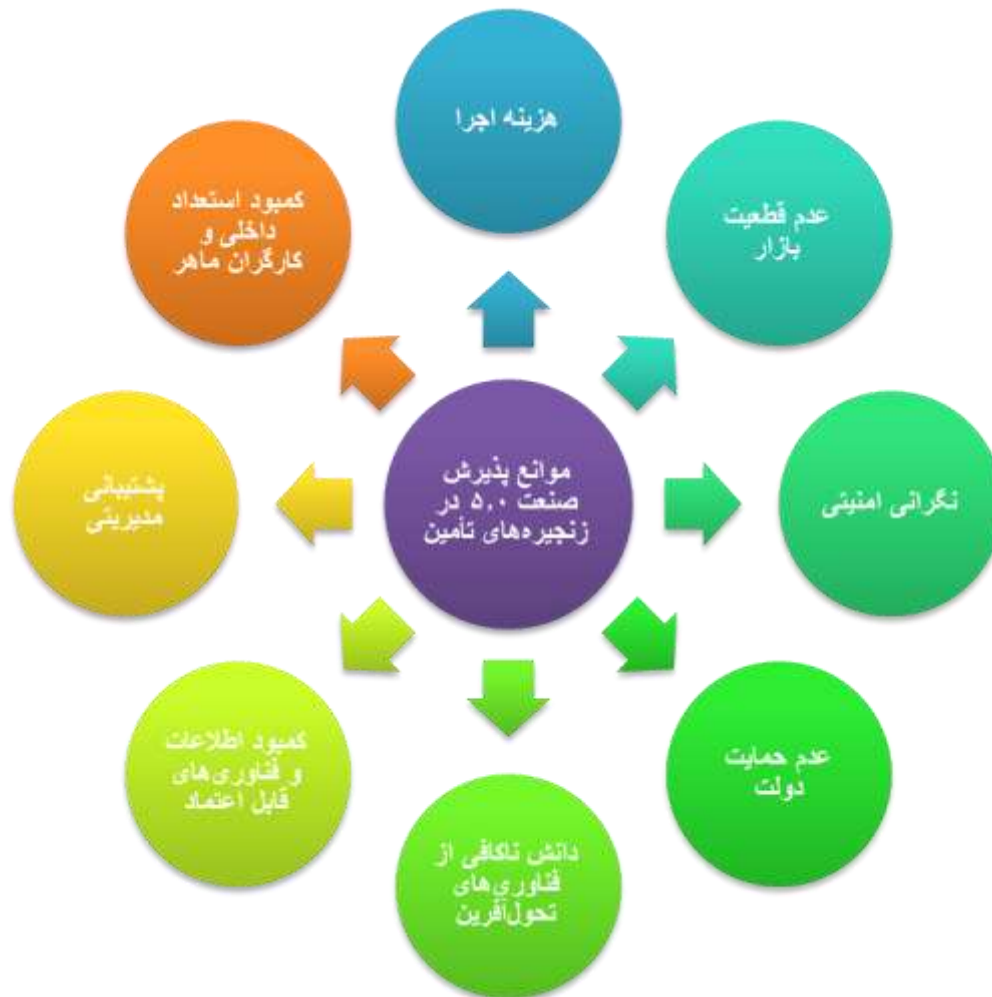 هزینه اجرا
عدم قطعیت
بازار
نگرانی امنیتی
عدم حمایت
دولت
دانش ناکافی از
فناوری‌های
تحول‌آفرین
کمبود اطلاعات
و فناوری‌های
قابل اعتماد
پشتیبانی
مدیریتی
کمبود استعداد
داخلی و
کارگران ماهر
موانع پذیرش
صنعت ۵,۰ در
زنجیره‌های تأمین